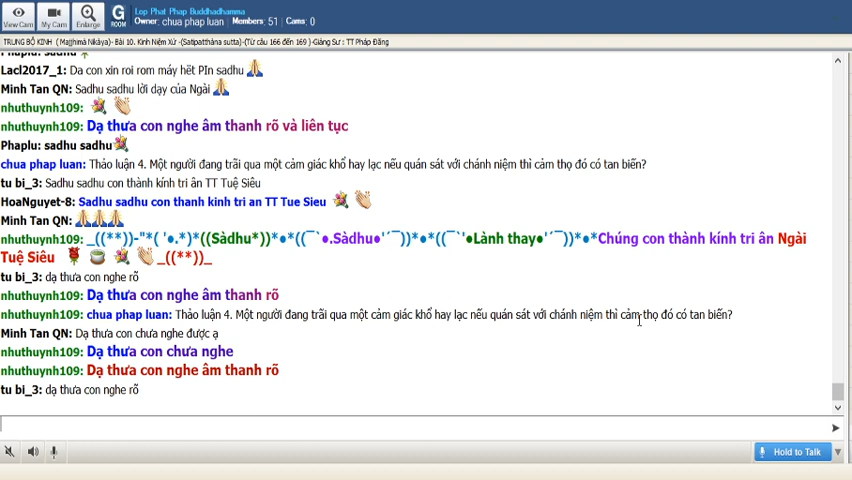 Lop Phat Phap Buddhadhamma
Owner: chua phap luan Members: 51 Cams: 0
View Cam My Cam Enlarge G ROOM
TRUNG BỘ KINH ( Majjhimā Nikāya)- Bài 10. Kinh Niệm Xứ -(Satipatthāna sutta)-(Từ câu 166 đến 169 )-Giảng Sư : TT Pháp Đăng
Phaplu: sadhu
Lacl2017_1: Da con xin roi rom máy hết PIn sadhu
Minh Tan QN: Sadhu sadhu lời dạy của Ngài
nhuthuynh109:
nhuthuynh109: Dạ thưa con nghe âm thanh rõ và liên tục
Phaplu: sadhu sadhu
chua phap luan: Thảo luận 4. Một người đang trãi qua một cảm giác khổ hay lạc nếu quán sát với chánh niệm thì cảm thọ đó có tan biến?
tu bi_3: Sadhu sadhu con thành kính tri ân TT Tuệ Siêu
HoaNguyet-8: Sadhu sadhu con thanh kinh tri an TT Tue Sieu
Minh Tan QN:
nhuthuynh109: _((**))-"*( '●.*)*((Sàdhu*))*●*((¯`●.Sàdhu●'´¯))*●*((¯`'●Lành thay●'´¯))*●*Chúng con thành kính tri ân Ngài
Tuệ Siêu _((**))_
tu bi_3: dạ thưa con nghe rõ
nhuthuynh109: Dạ thưa con nghe âm thanh rõ
nhuthuynh109: chua phap luan: Thảo luận 4. Một người đang trãi qua một cảm giác khổ hay lạc nếu quán sát với chánh niệm thì cảm thọ đó có tan biến?
Minh Tan QN: Dạ thưa con chưa nghe được ạ
nhuthuynh109: Dạ thưa con chưa nghe
nhuthuynh109: Dạ thưa con nghe âm thanh rõ
tu bi_3: dạ thưa con nghe rõ
Hold to Talk